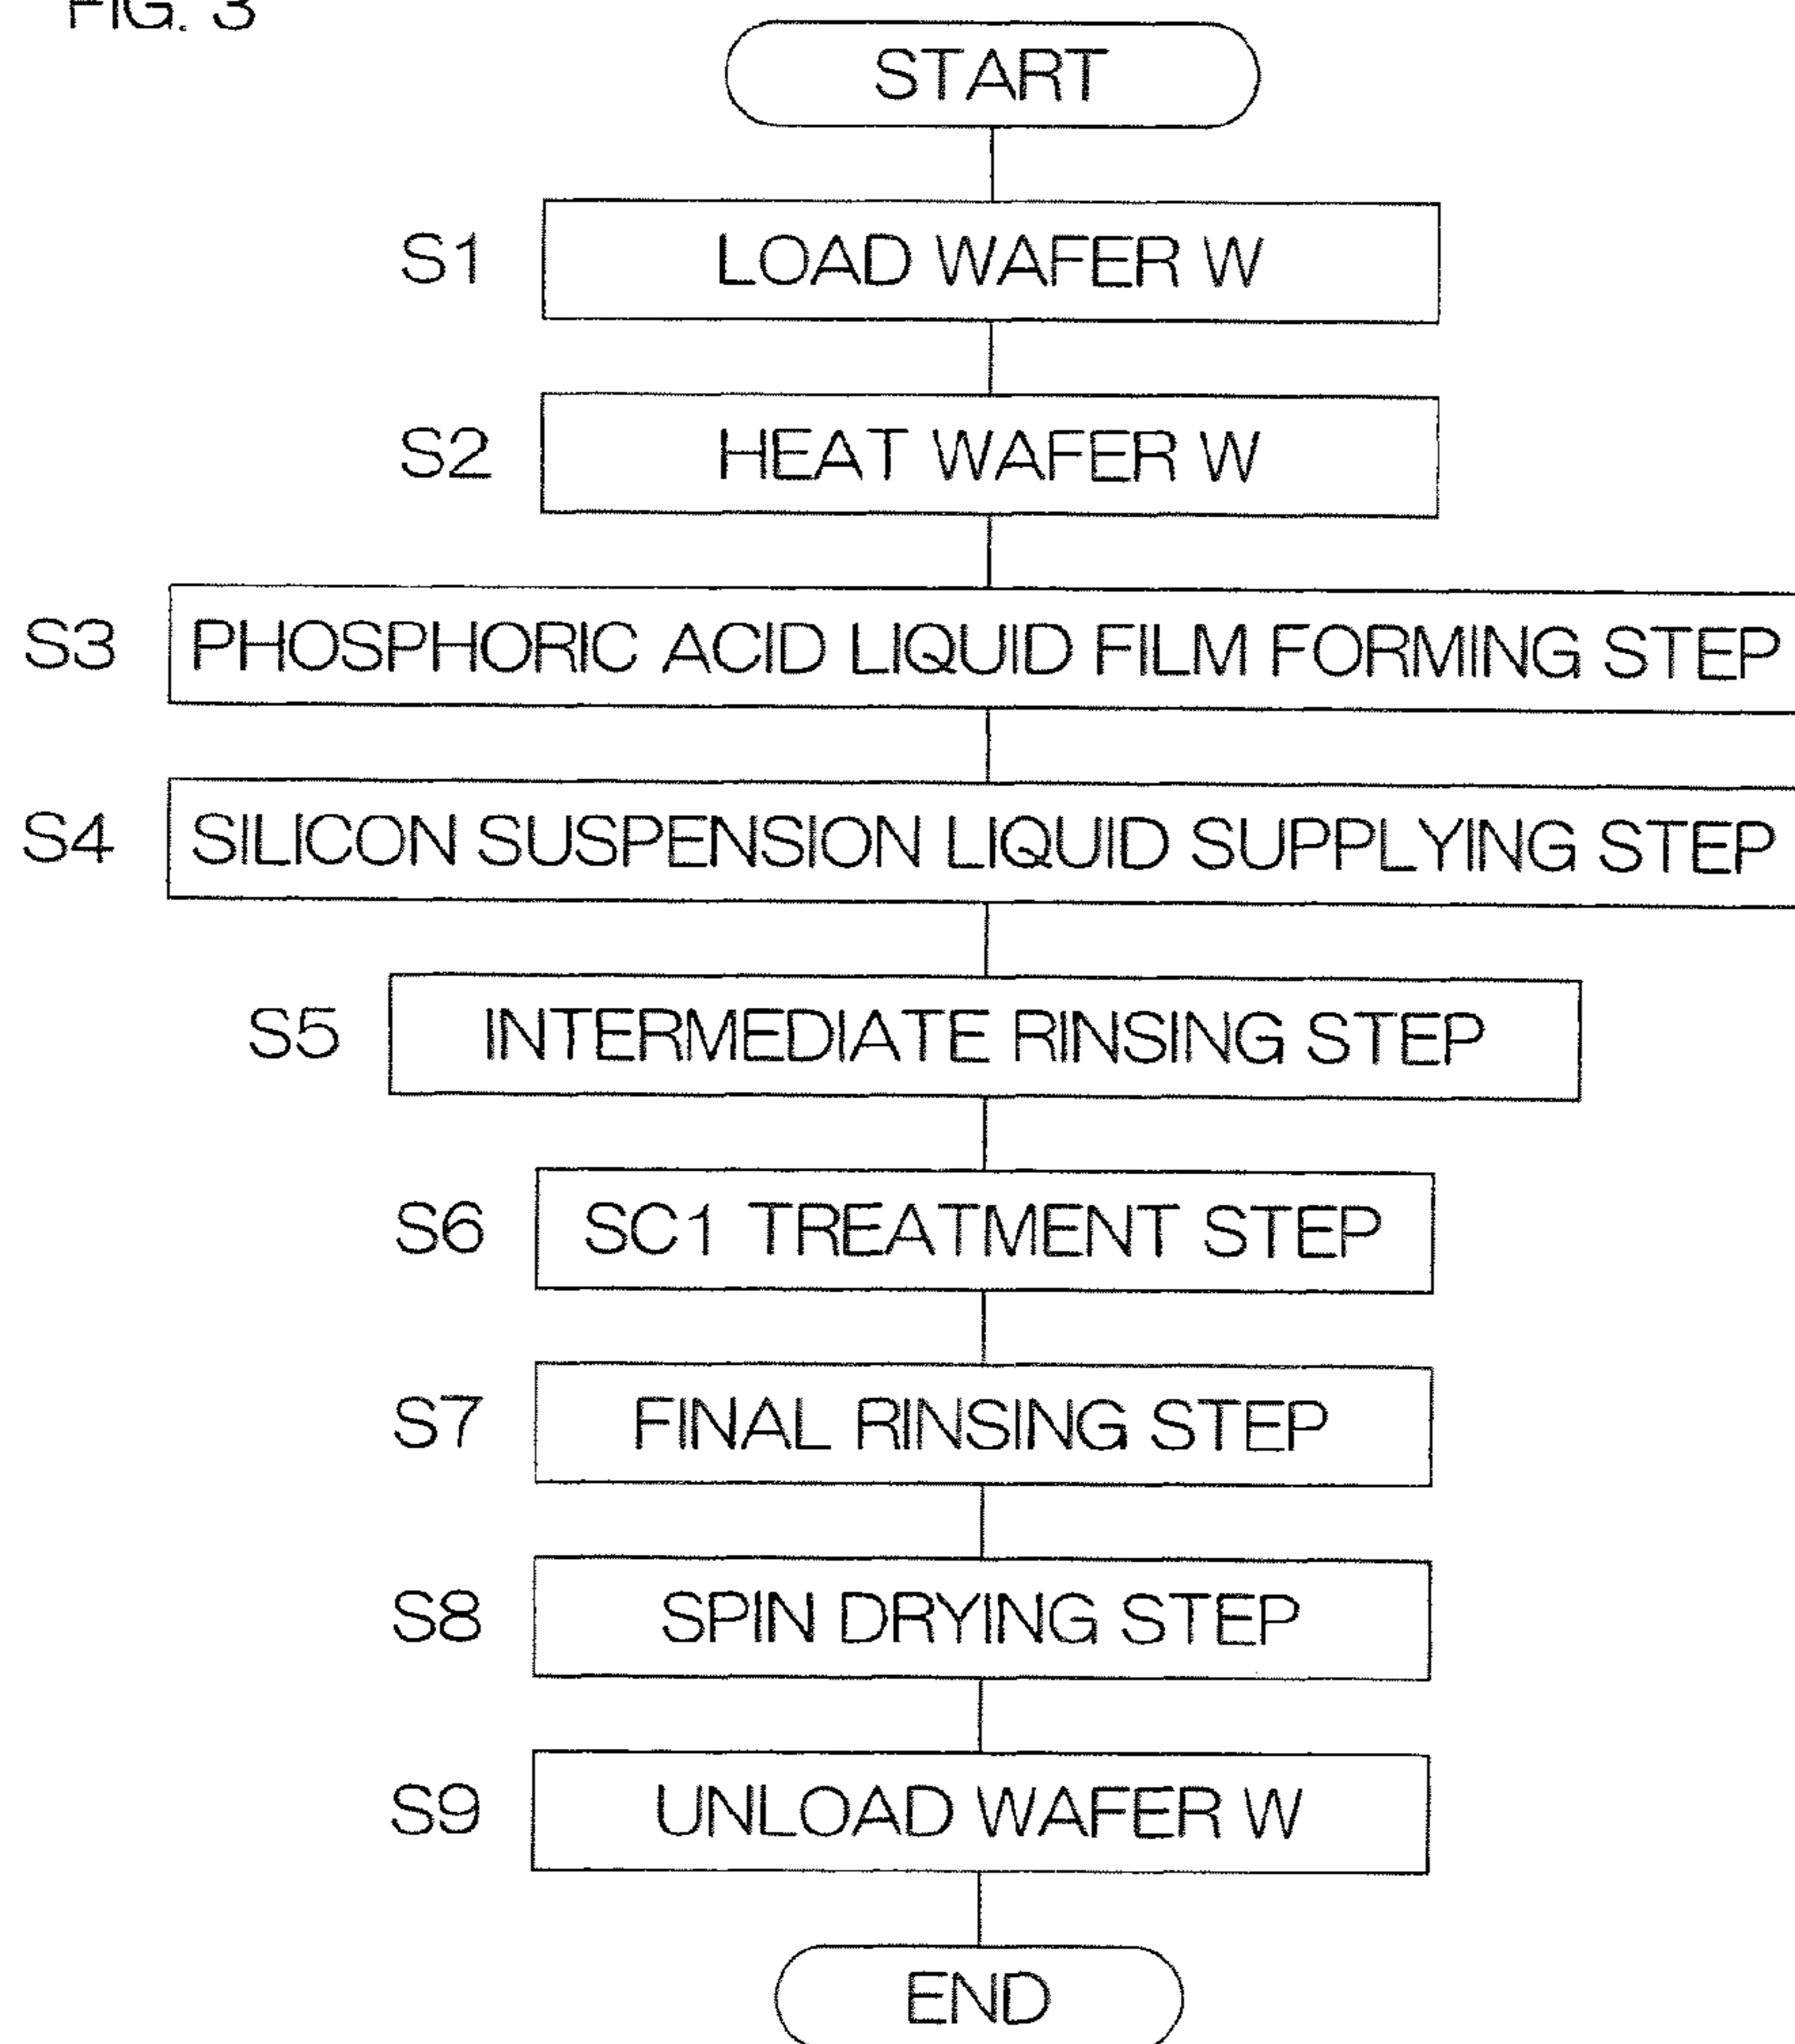 FIG. 3
START
S1 LOAD WAFER W
S2 HEAT WAFER W
S3 PHOSPHORIC ACID LIQUID FILM FORMING STEP
S4 SILICON SUSPENSION LIQUID SUPPLYING STEP
S5 INTERMEDIATE RINSING STEP
S6 SC1 TREATMENT STEP
S7 FINAL RINSING STEP
S8 SPIN DRYING STEP
S9 UNLOAD WAFER W
END